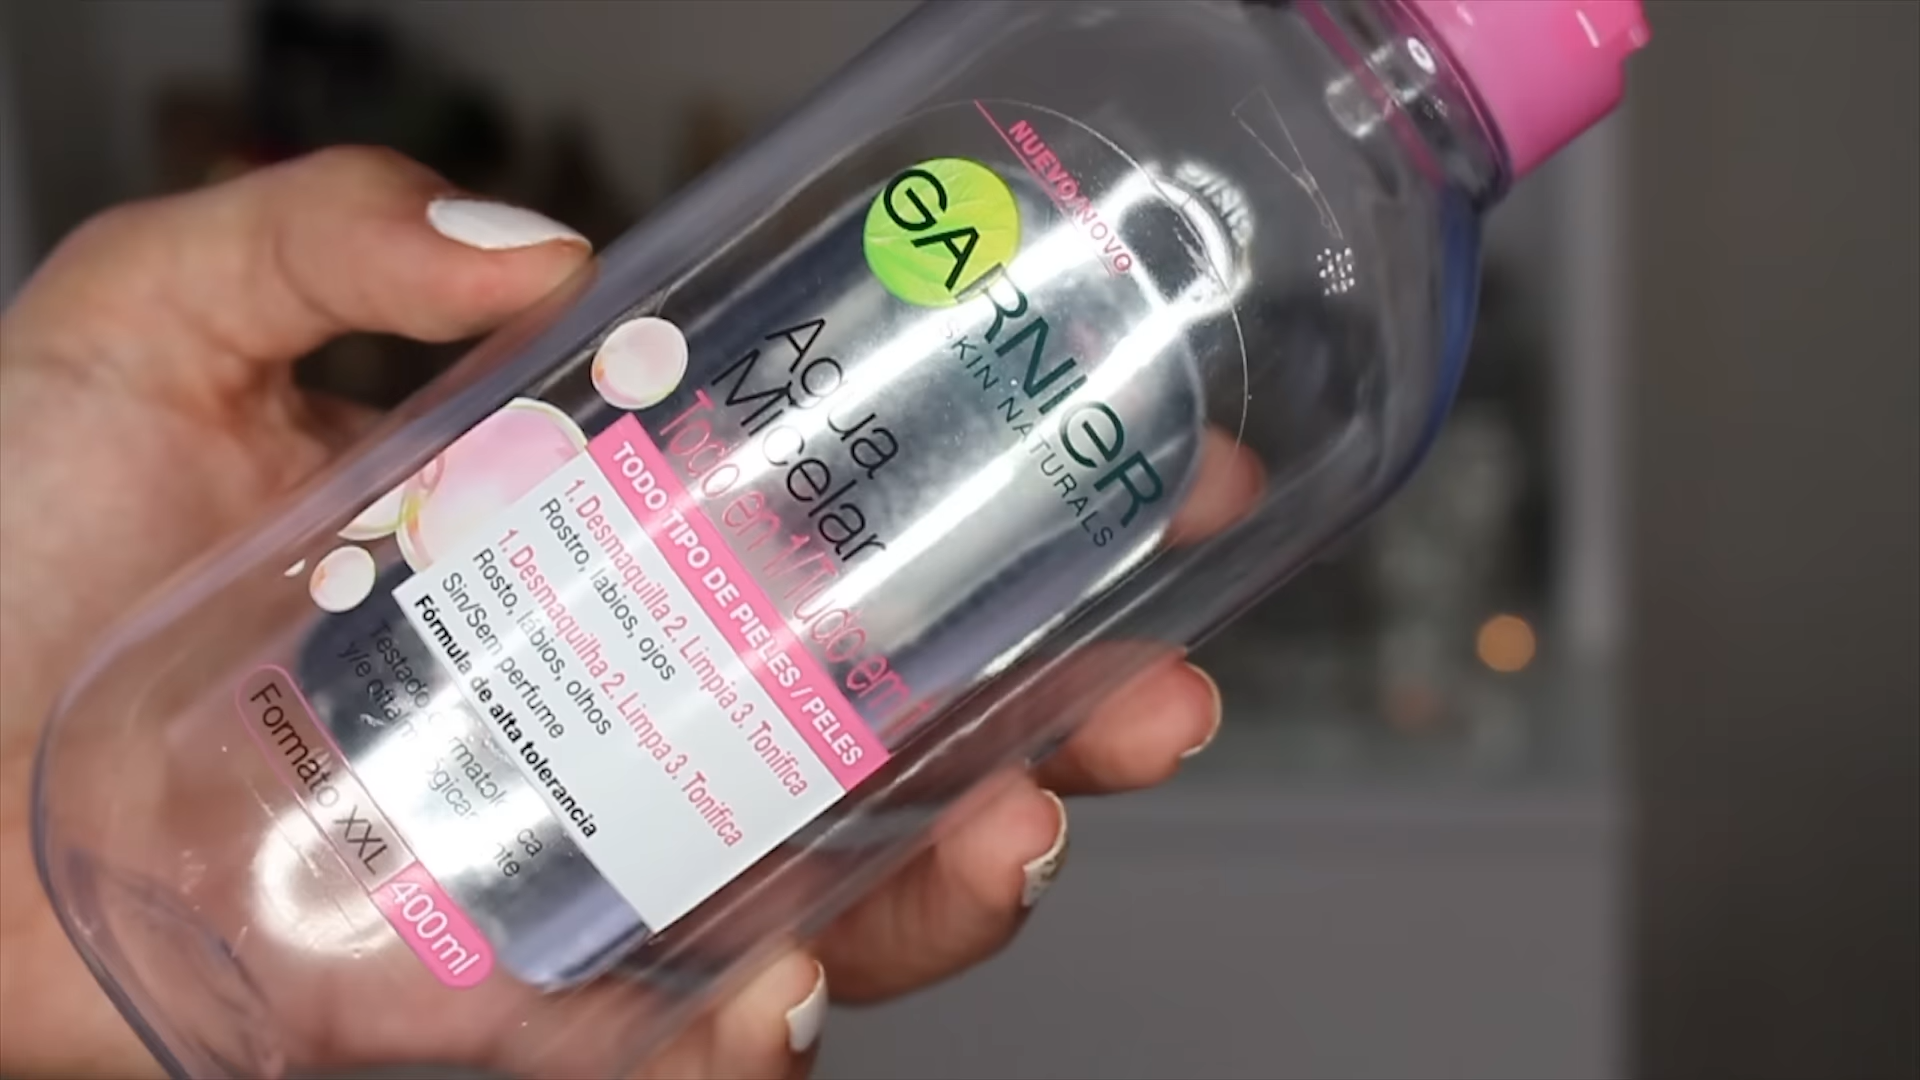 NUEVO/NOVO
GARNIER
SKIN NATURALS
Agua
Micelar
Todo en 1/Tudo em 1
TODO TIPO DE PIELES / PELES
1. Desmaquilla 2. Limpia 3. Tonifica
Rostro, labios, ojos
1. Desmaquilha 2. Limpa 3. Tonifica
Rosto, lábios, olhos
Sin/Sem perfume
Fórmula de alta tolerancia
Testado
y/e
Formato XXL 400ml